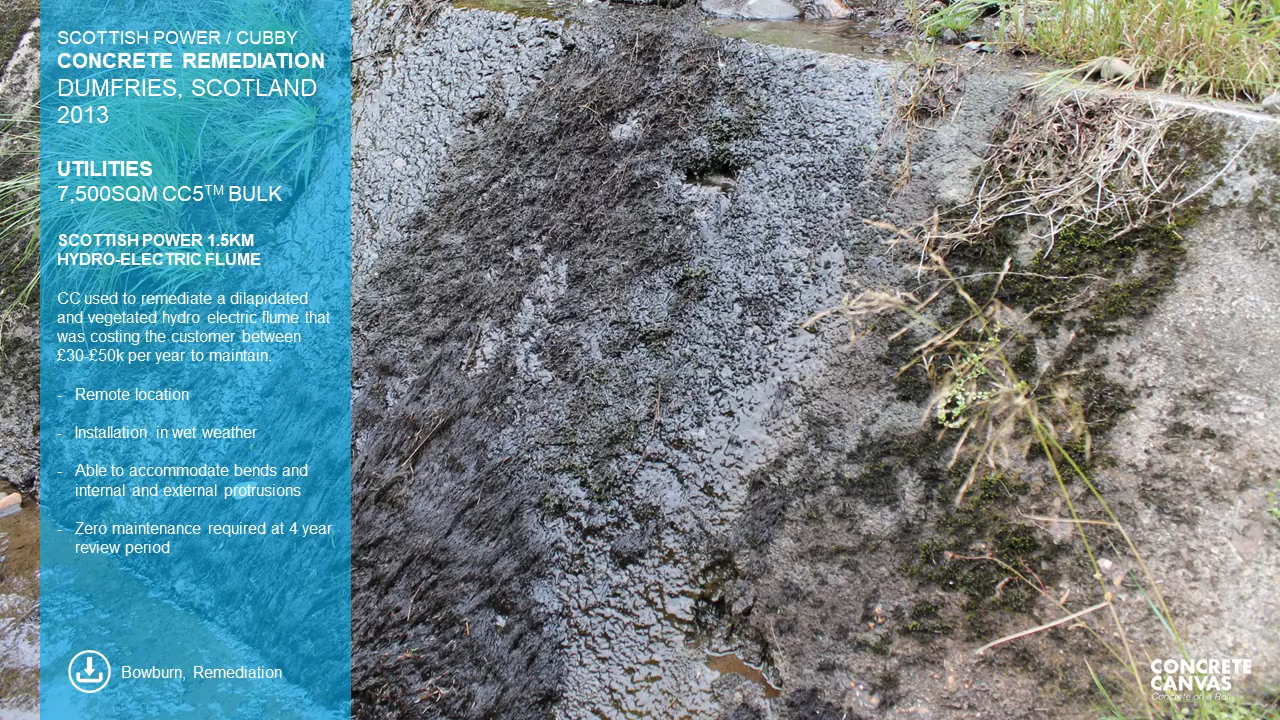 SCOTTISH POWER / CUBBY
CONCRETE REMEDIATION
DUMFRIES, SCOTLAND
2013
UTILITIES
7,500SQM CC5TM BULK
SCOTTISH POWER 1.5KM
HYDRO-ELECTRIC FLUME
CC used to remediate a dilapidated
and vegetated hydro electric flume that
was costing the customer between
£30-£50k per year to maintain.
- Remote location
- Installation in wet weather
- Able to accommodate bends and
internal and external protrusions
- Zero maintenance required at 4 year
review period
Bowburn, Remediation
CONCRETE
CANVAS
Concrete on a Roll